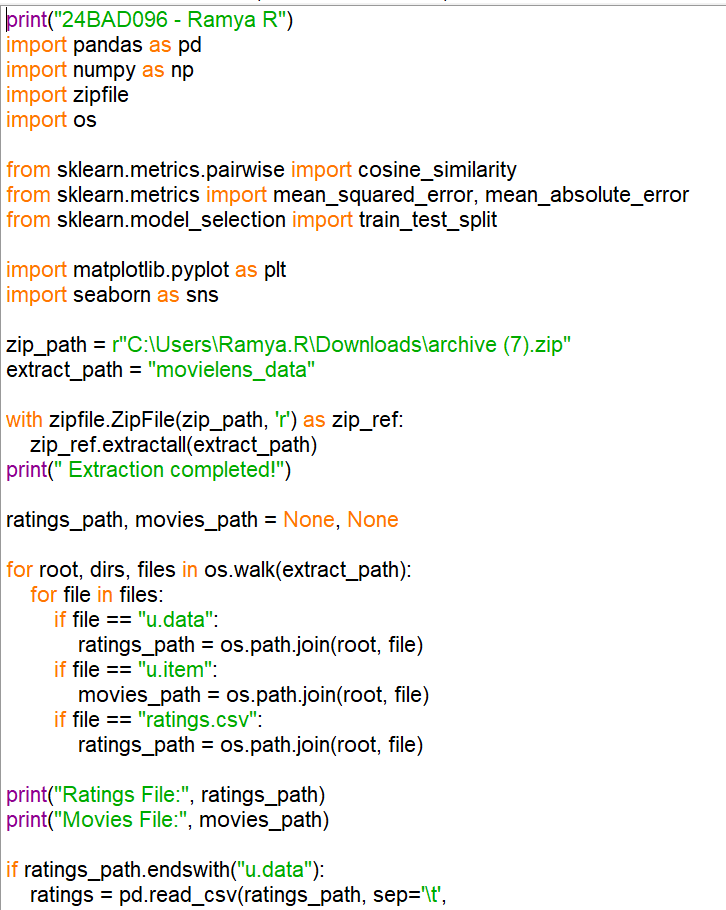 print("24BAD096 - Ramya R")
import pandas as pd
import numpy as np
import zipfile
import os

from sklearn.metrics.pairwise import cosine_similarity
from sklearn.metrics import mean_squared_error, mean_absolute_error
from sklearn.model_selection import train_test_split

import matplotlib.pyplot as plt
import seaborn as sns

zip_path = r"C:\Users\Ramya.R\Downloads\archive (7).zip"
extract_path = "movielens_data"

with zipfile.ZipFile(zip_path, 'r') as zip_ref:
    zip_ref.extractall(extract_path)
print(" Extraction completed!")

ratings_path, movies_path = None, None

for root, dirs, files in os.walk(extract_path):
    for file in files:
        if file == "u.data":
            ratings_path = os.path.join(root, file)
        if file == "u.item":
            movies_path = os.path.join(root, file)
        if file == "ratings.csv":
            ratings_path = os.path.join(root, file)

print("Ratings File:", ratings_path)
print("Movies File:", movies_path)

if ratings_path.endswith("u.data"):
    ratings = pd.read_csv(ratings_path, sep='\t',